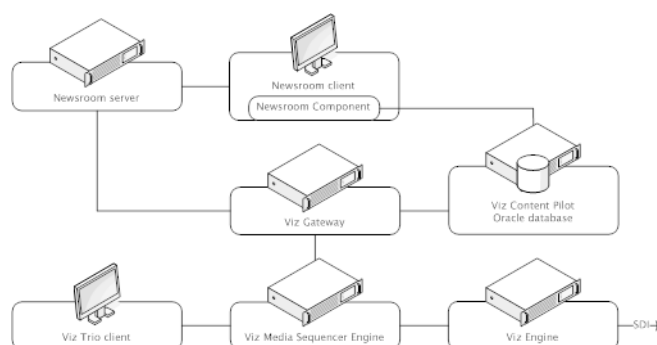 Newsroom server
Newsroom client
Newsroom Component
Viz Gateway
Viz Content Pilot
Oracle database
Viz Trio client
Viz Media Sequencer Engine
Viz Engine
SDI